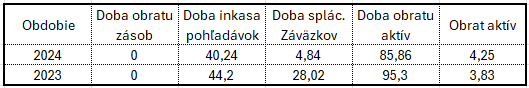 Obdobie | Doba obratu zásob | Doba inkasa pohľadávok | Doba splác. Záväzkov | Doba obratu aktív | Obrat aktív
2024 | 0 | 40,24 | 4,84 | 85,86 | 4,25
2023 | 0 | 44,2 | 28,02 | 95,3 | 3,83